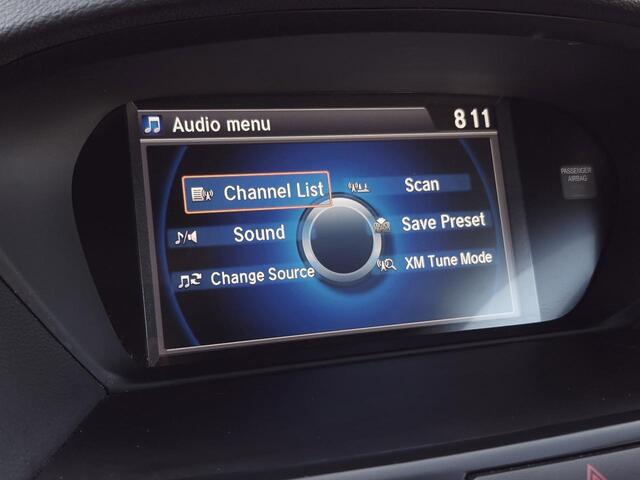 Audio menu
811
Channel List
Scan
Sound
Save Preset
Change Source
XM Tune Mode
PASSENGER
AIRBAG